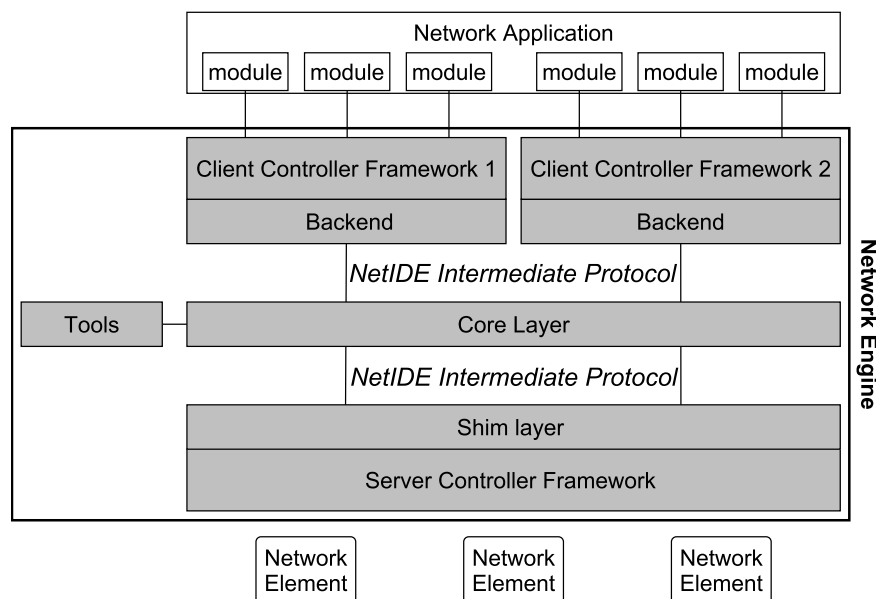 Network Application
module module module module module module
Client Controller Framework 1 Client Controller Framework 2
Backend Backend
NetIDE Intermediate Protocol
Tools Core Layer
NetIDE Intermediate Protocol
Shim layer
Server Controller Framework
Network Engine
Network Network Network
Element Element Element